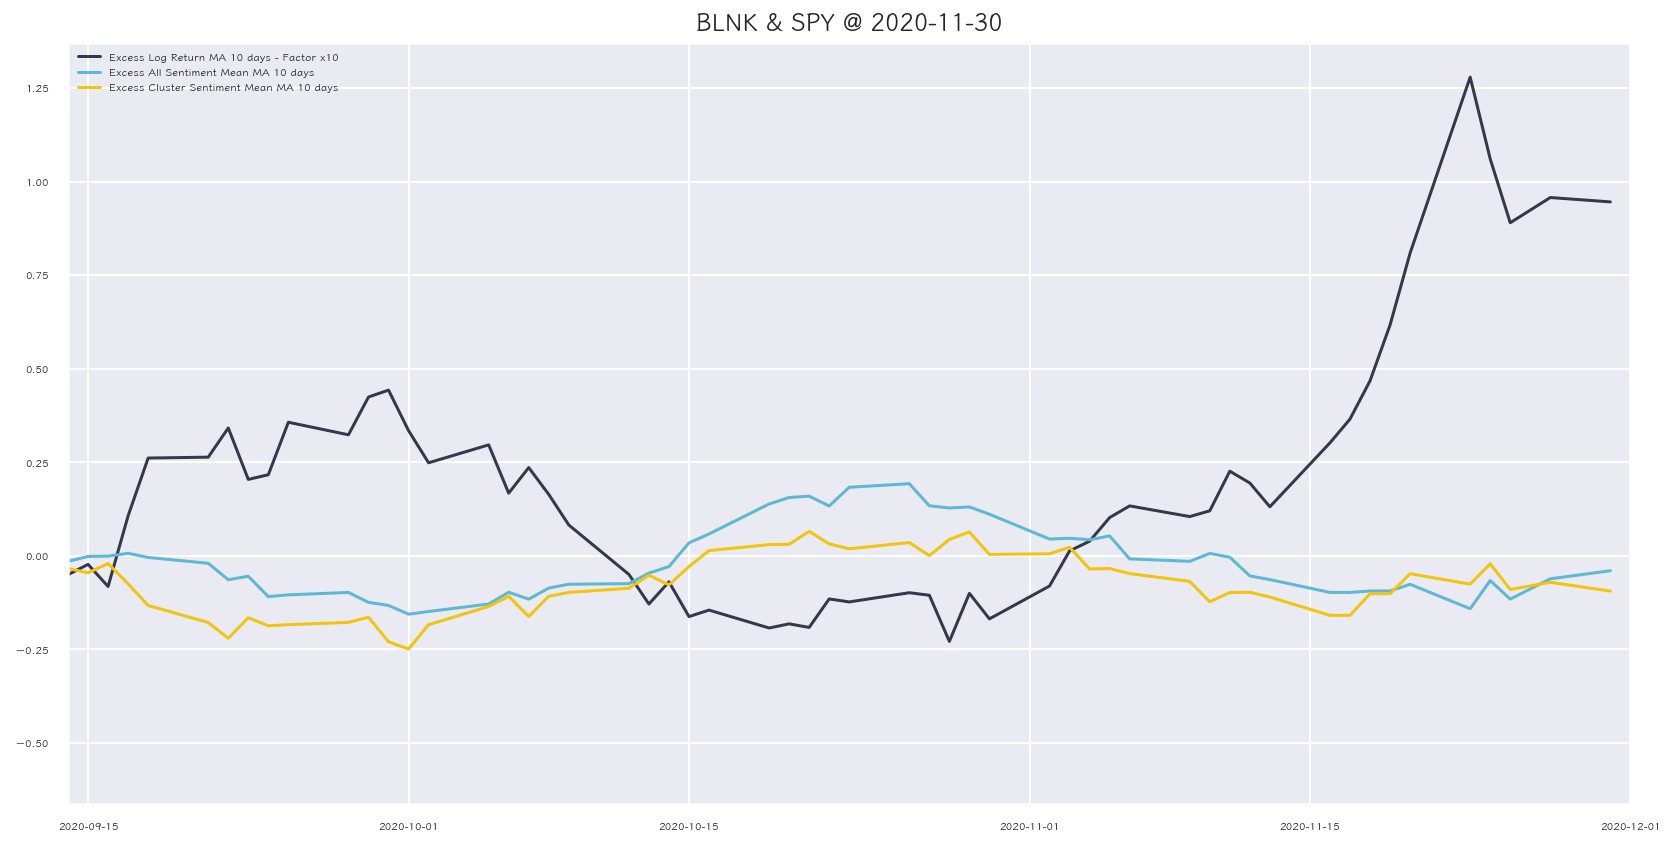 BLNK & SPY @ 2020-11-30
Excess Log Return MA 10 days - Factor x10
Excess All Sentiment Mean MA 10 days
Excess Cluster Sentiment Mean MA 10 days
1.25
1.00
0.75
0.50
0.25
0.00
−0.25
−0.50
2020-09-15 2020-10-01 2020-10-15 2020-11-01 2020-11-15 2020-12-01